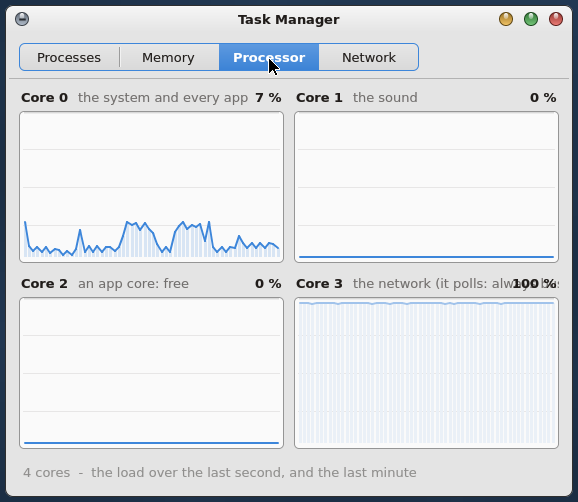 Task Manager
Processes
Memory
Processor
Network
Core 0 the system and every app 7 %
Core 1 the sound 0 %
Core 2 an app core: free 0 %
Core 3 the network (it polls: 100 %
4 cores - the load over the last second, and the last minute